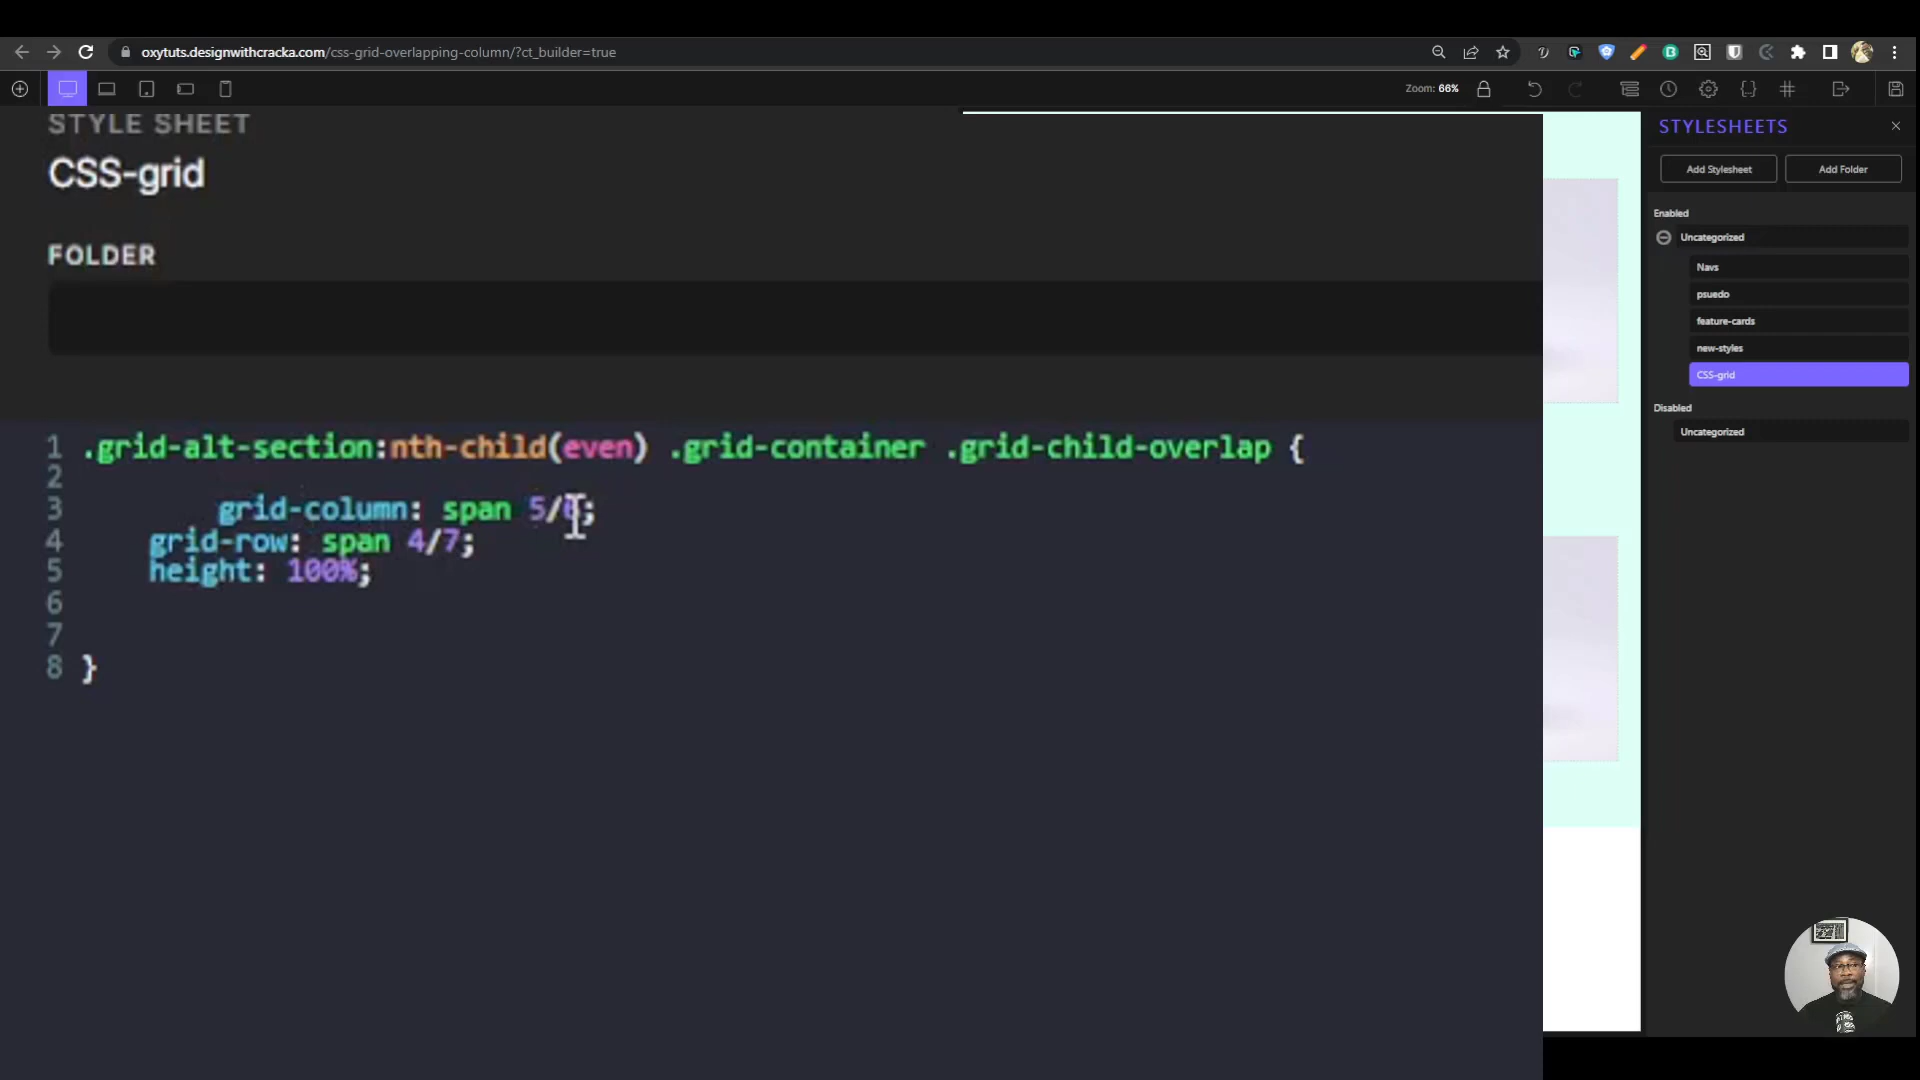 oxytuts.designwithcracka.com/css-grid-overlapping-column/?ct_builder=true
Zoom: 66%
STYLE SHEET
CSS-grid
FOLDER
1 .grid-alt-section:nth-child(even) .grid-container .grid-child-overlap {
2
3 grid-column: span 5/6;
4 grid-row: span 4/7;
5 height: 100%;
6
7
8 }
STYLESHEETS
Add Stylesheet
Add Folder
Enabled
Uncategorized
Navs
psuedo
feature-cards
new-styles
CSS-grid
Disabled
Uncategorized